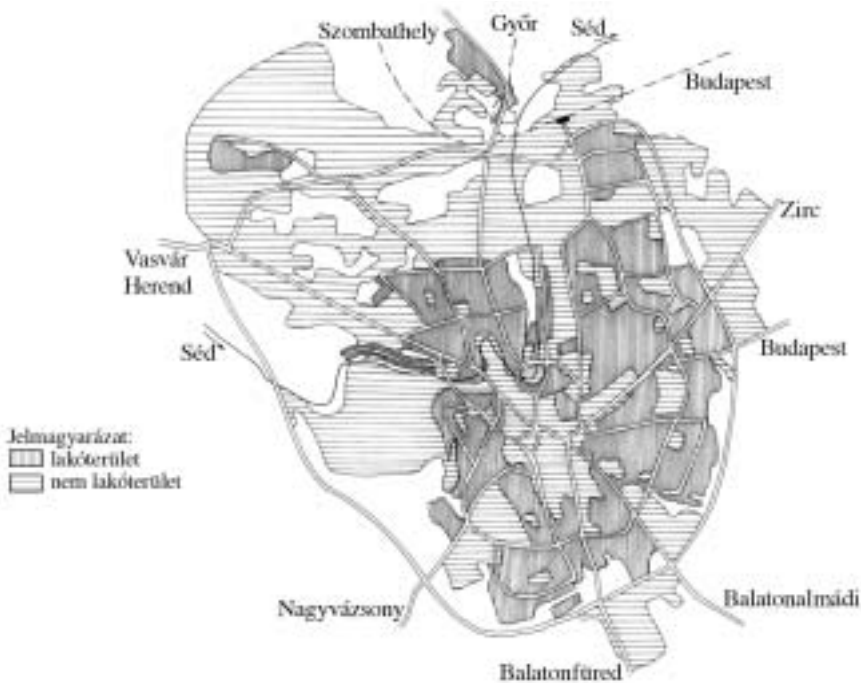 Győr
Szombathely
Séd
Budapest
Zirc
Vasvár
Herend
Séd
Budapest
Jelmagyarázat:
lakóterület
nem lakóterület
Nagyvázsony
Balatonalmádi
Balatonfüred